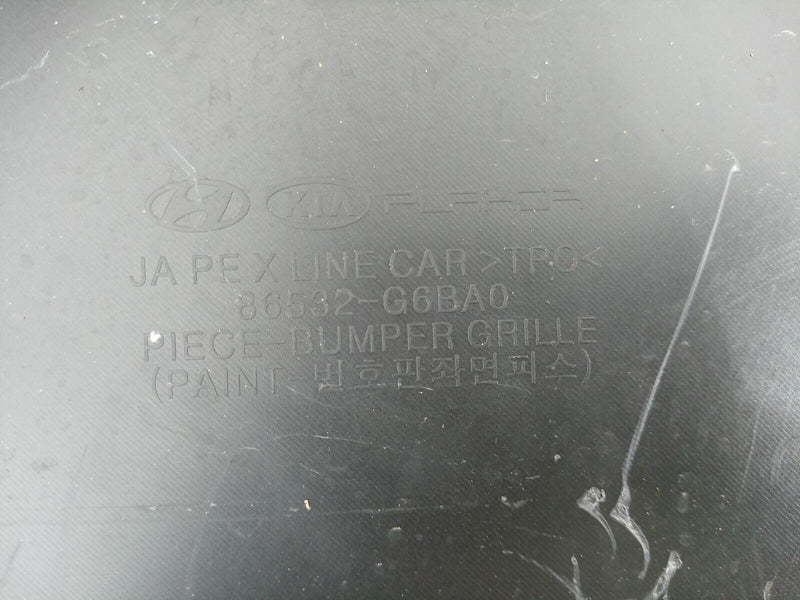 KIA
JA PE X LINE CAR >TPO<
86532-G6BA0
PIECE-BUMPER GRILLE
(PAINT-번호판좌면피스)